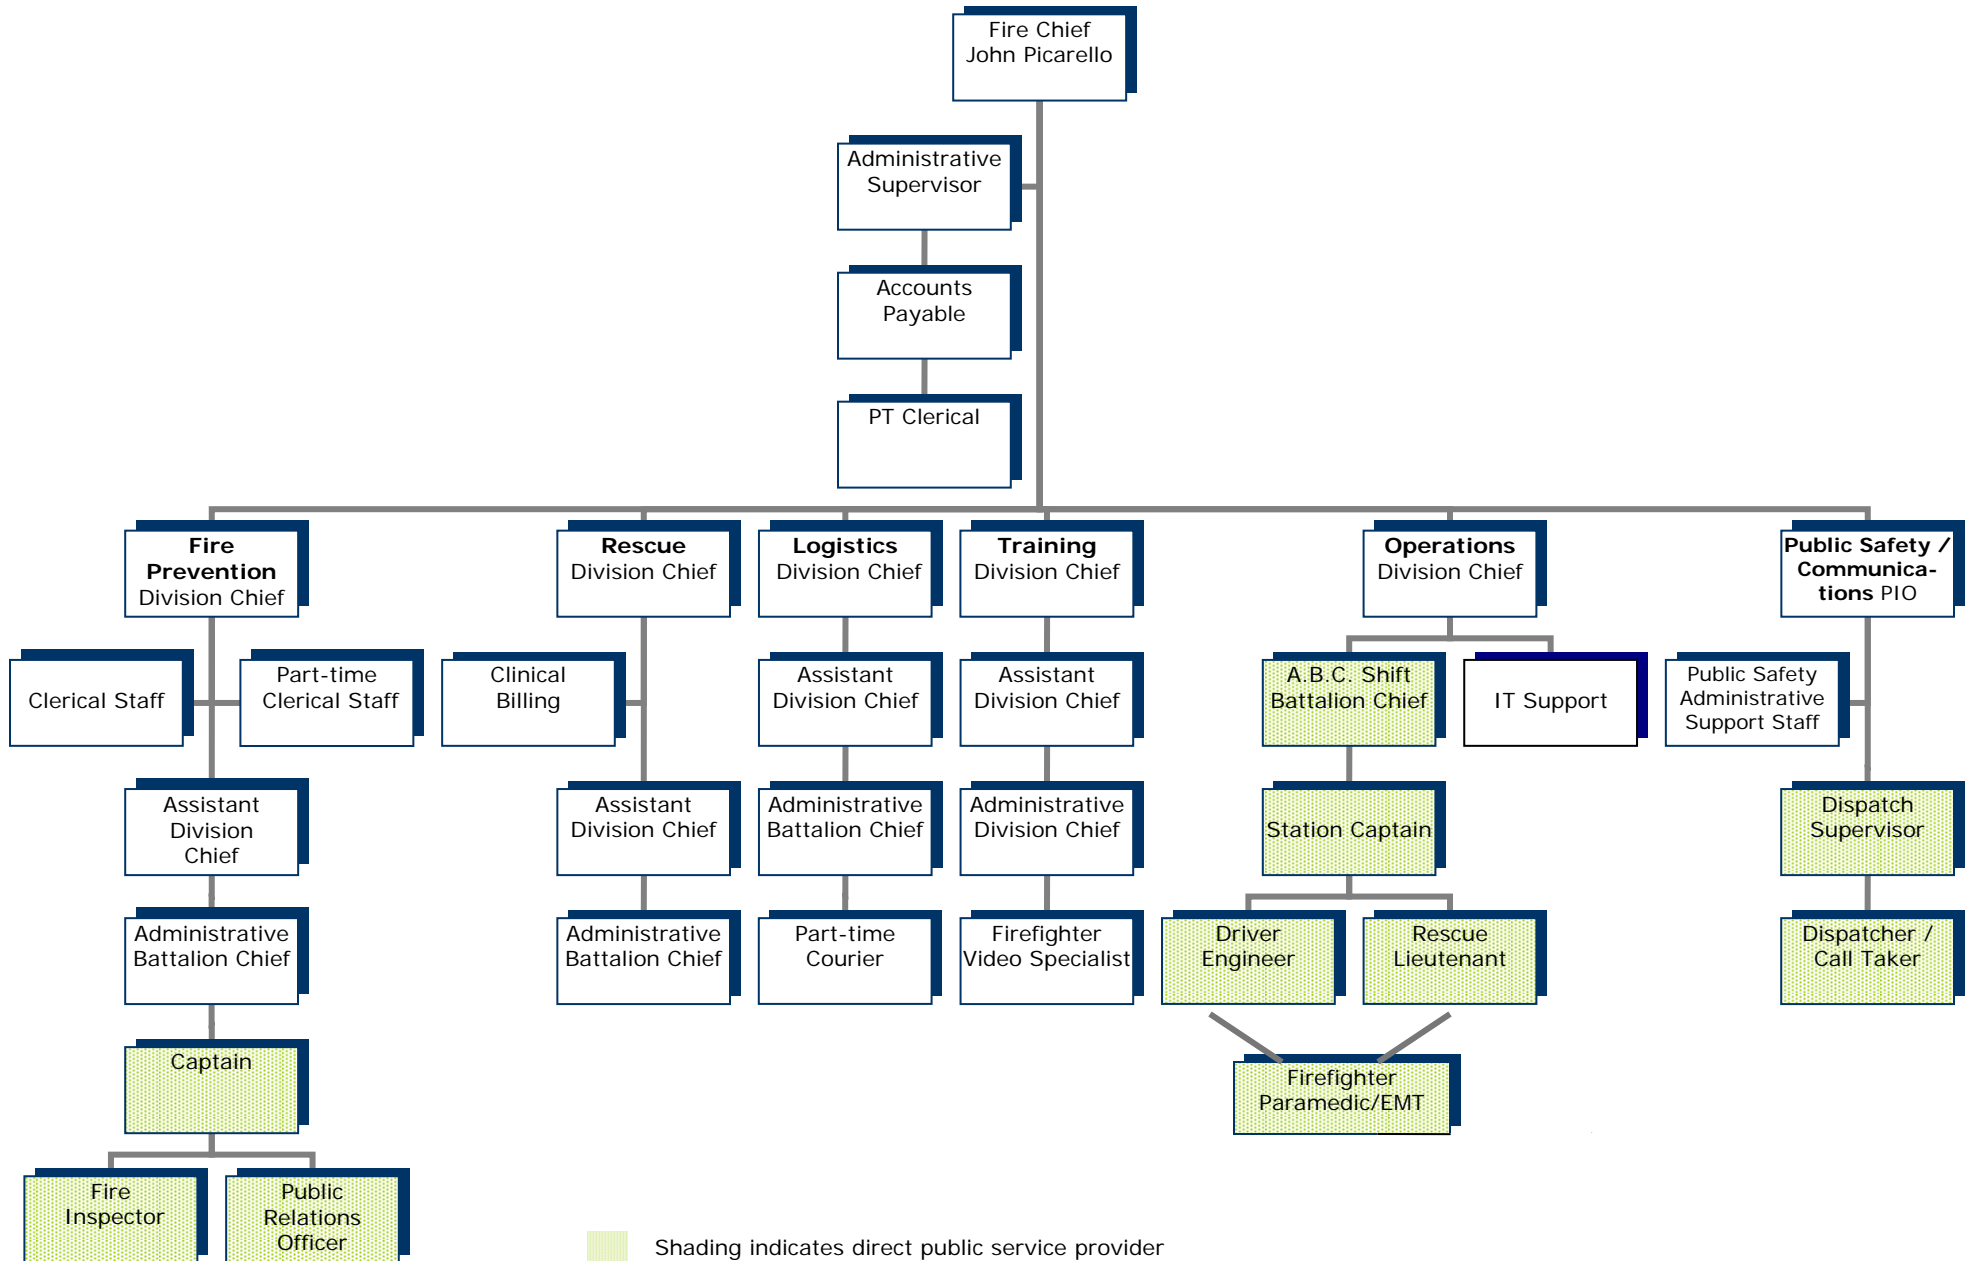 Fire Chief
John Picarello
Administrative
Supervisor
Accounts
Payable
PT Clerical
Fire
Prevention
Division Chief
Rescue
Division Chief
Logistics
Division Chief
Training
Division Chief
Operations
Division Chief
Public Safety /
Communica-
tions PIO
Clerical Staff
Part-time
Clerical Staff
Clinical
Billing
Assistant
Division Chief
Assistant
Division Chief
A.B.C. Shift
Battalion Chief
IT Support
Public Safety
Administrative
Support Staff
Assistant
Division
Chief
Assistant
Division Chief
Administrative
Battalion Chief
Administrative
Division Chief
Station Captain
Dispatch
Supervisor
Administrative
Battalion Chief
Administrative
Battalion Chief
Part-time
Courier
Firefighter
Video Specialist
Driver
Engineer
Rescue
Lieutenant
Dispatcher /
Call Taker
Captain
Firefighter
Paramedic/EMT
Fire
Inspector
Public
Relations
Officer
Shading indicates direct public service provider